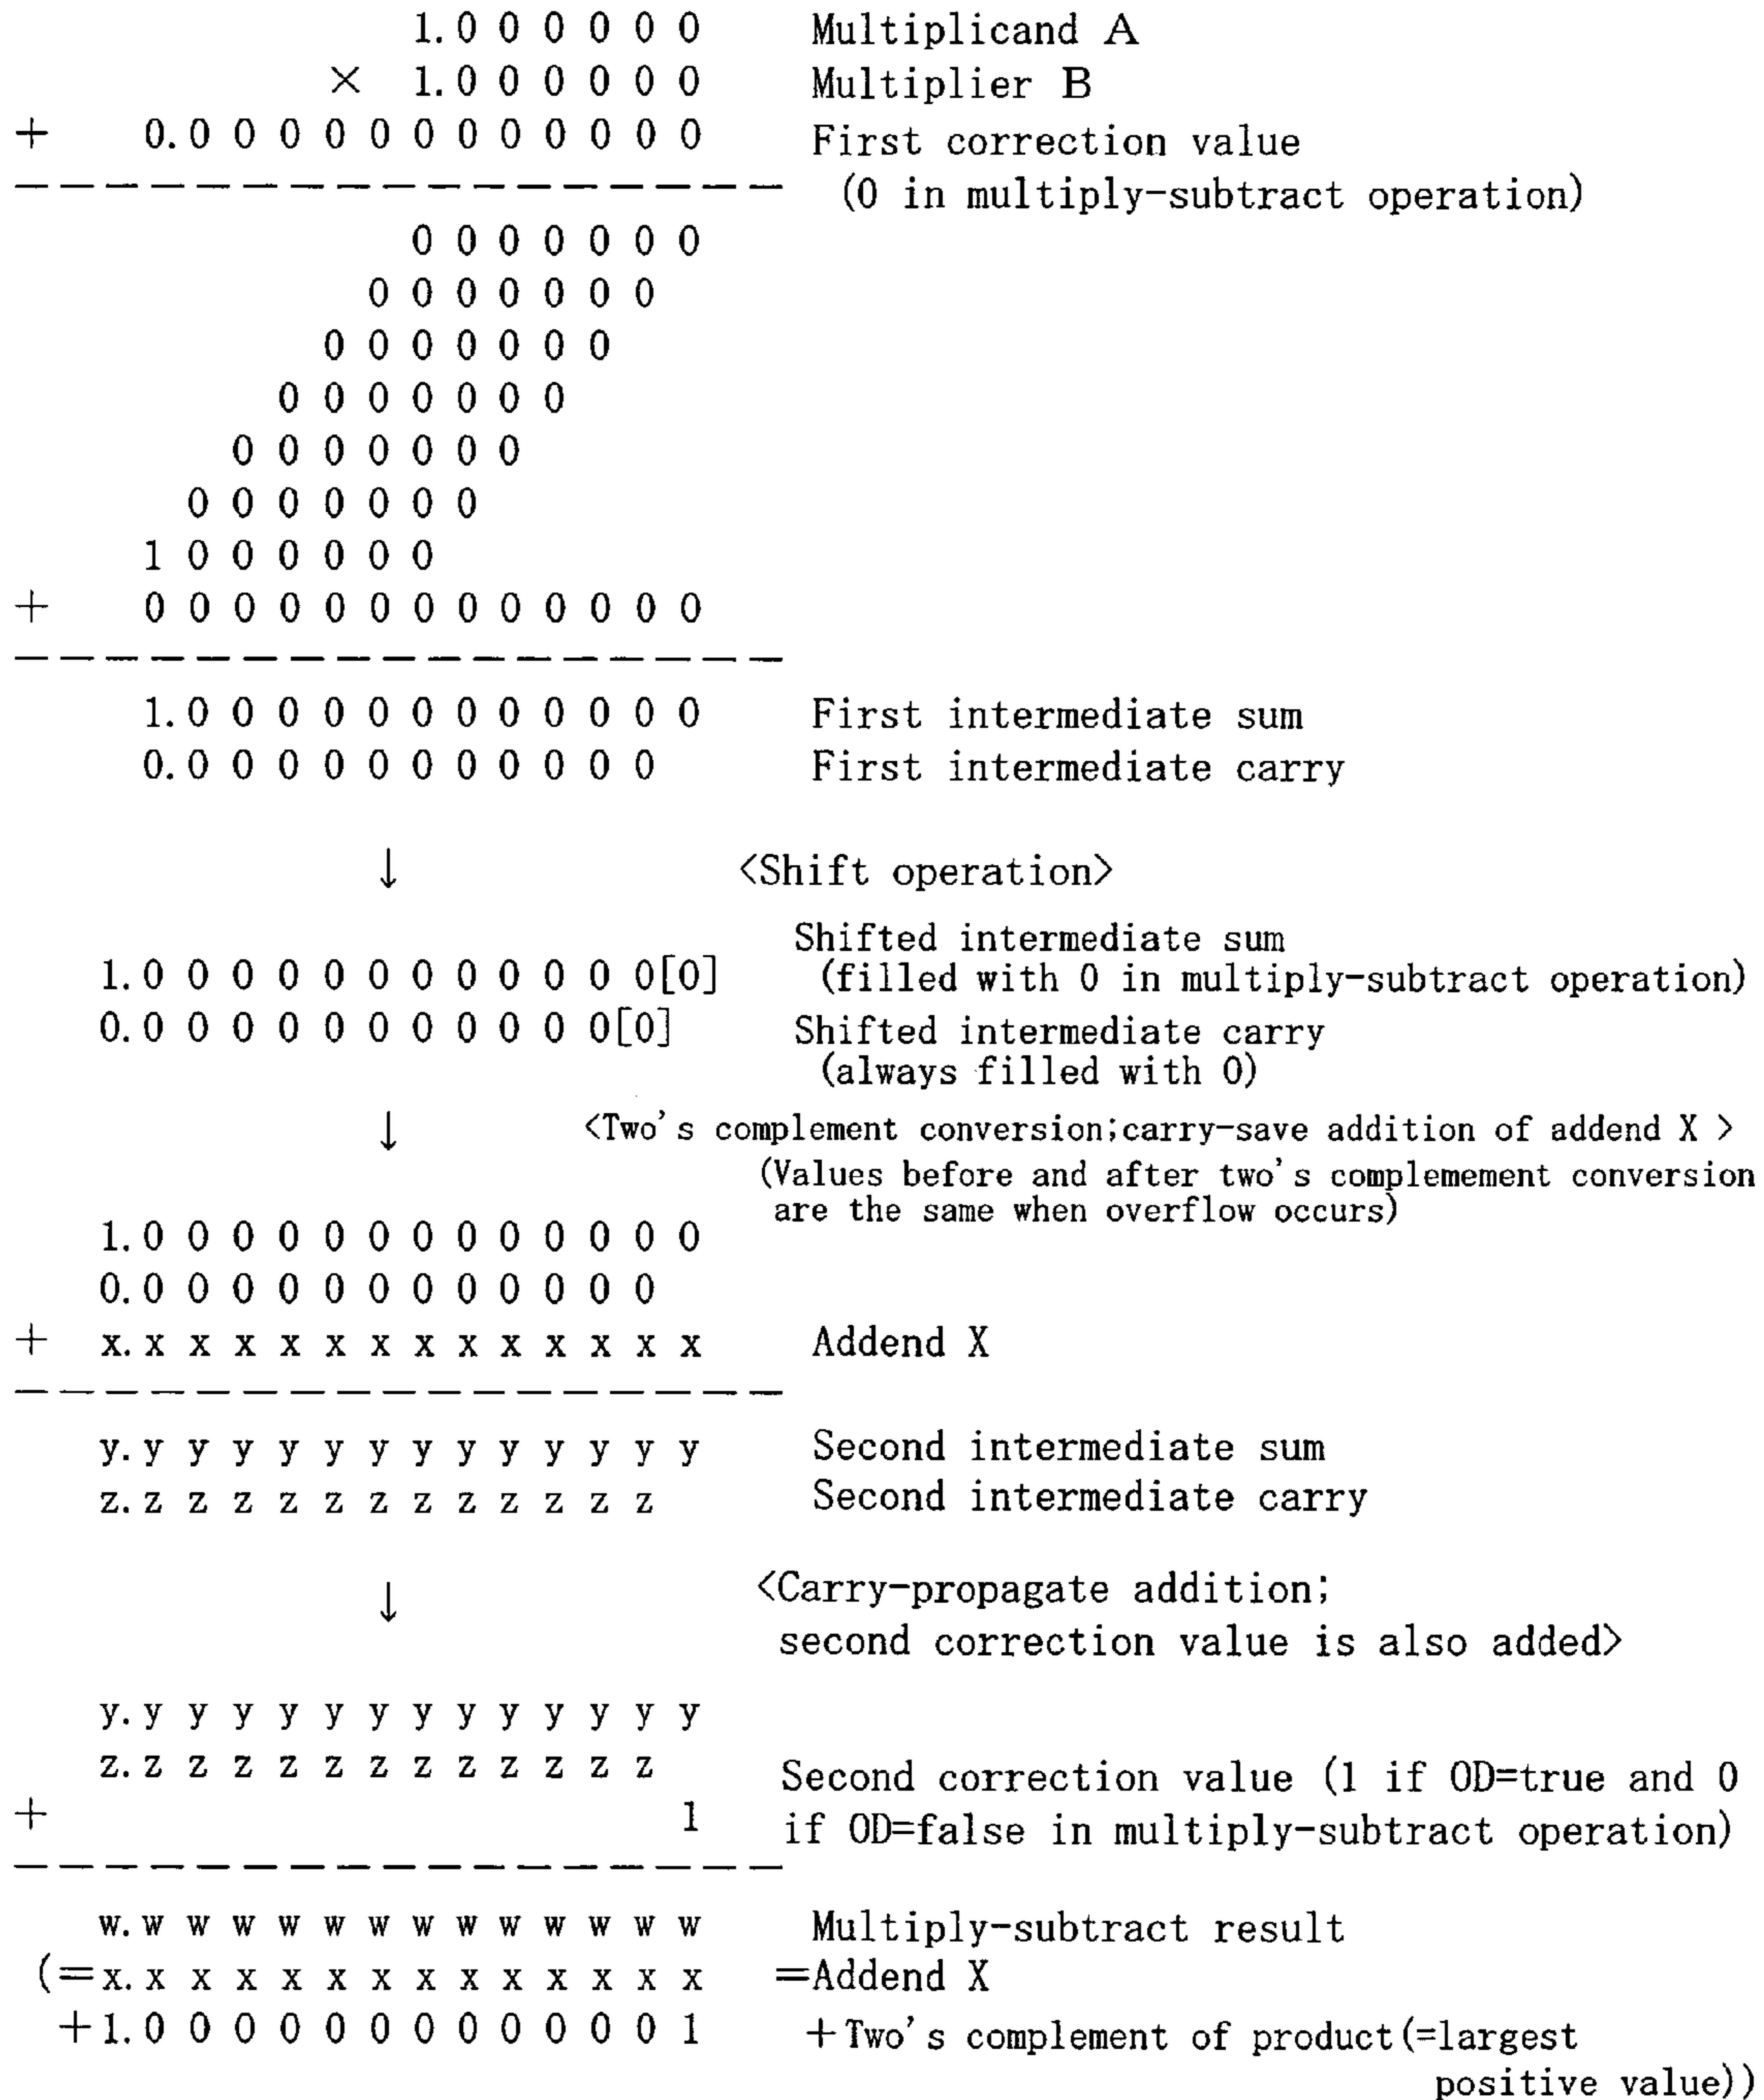 1.0 0 0 0 0 0 Multiplicand A
× 1.0 0 0 0 0 0 Multiplier B
+ 0.0 0 0 0 0 0 0 0 0 0 0 0 First correction value
(0 in multiply-subtract operation)
0 0 0 0 0 0 0
0 0 0 0 0 0 0
0 0 0 0 0 0 0
0 0 0 0 0 0 0
0 0 0 0 0 0 0
0 0 0 0 0 0 0
1 0 0 0 0 0 0
+ 0 0 0 0 0 0 0 0 0 0 0 0 0
1.0 0 0 0 0 0 0 0 0 0 0 0 First intermediate sum
0.0 0 0 0 0 0 0 0 0 0 0 First intermediate carry
↓ <Shift operation>
Shifted intermediate sum
1.0 0 0 0 0 0 0 0 0 0 0 0[0] (filled with 0 in multiply-subtract operation)
0.0 0 0 0 0 0 0 0 0 0 0[0] Shifted intermediate carry
(always filled with 0)
↓ <Two's complement conversion;carry-save addition of addend X >
(Values before and after two's complemement conversion
are the same when overflow occurs)
1.0 0 0 0 0 0 0 0 0 0 0 0 0
0.0 0 0 0 0 0 0 0 0 0 0 0
+ x.x x x x x x x x x x x x x Addend X
y.y y y y y y y y y y y y y Second intermediate sum
z.z z z z z z z z z z z z Second intermediate carry
↓ <Carry-propagate addition;
second correction value is also added>
y.y y y y y y y y y y y y y
z.z z z z z z z z z z z z Second correction value (1 if OD=true and 0
+ 1 if OD=false in multiply-subtract operation)
w.w w w w w w w w w w w w w Multiply-subtract result
(=x.x x x x x x x x x x x x x =Addend X
+1.0 0 0 0 0 0 0 0 0 0 0 0 1 +Two's complement of product(=largest
positive value))